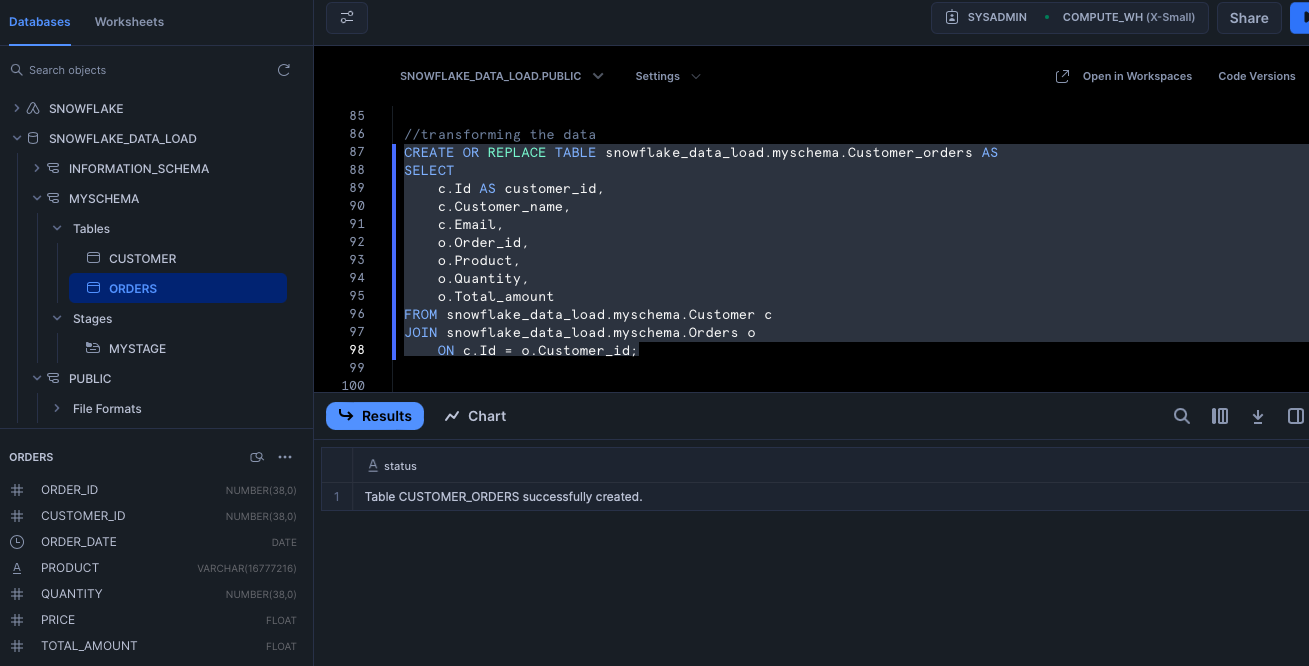 Databases Worksheets
SYSADMIN • COMPUTE_WH (X-Small) Share
Search objects
SNOWFLAKE_DATA_LOAD.PUBLIC Settings Open in Workspaces Code Versions
SNOWFLAKE
SNOWFLAKE_DATA_LOAD
INFORMATION_SCHEMA
MYSCHEMA
Tables
CUSTOMER
ORDERS
Stages
MYSTAGE
PUBLIC
File Formats
85
86 //transforming the data
87 CREATE OR REPLACE TABLE snowflake_data_load.myschema.Customer_orders AS
88 SELECT
89 c.Id AS customer_id,
90 c.Customer_name,
91 c.Email,
92 o.Order_id,
93 o.Product,
94 o.Quantity,
95 o.Total_amount
96 FROM snowflake_data_load.myschema.Customer c
97 JOIN snowflake_data_load.myschema.Orders o
98 ON c.Id = o.Customer_id;
99
100
Results Chart
A status
1 Table CUSTOMER_ORDERS successfully created.
ORDERS
ORDER_ID NUMBER(38,0)
CUSTOMER_ID NUMBER(38,0)
ORDER_DATE DATE
A PRODUCT VARCHAR(16777216)
QUANTITY NUMBER(38,0)
PRICE FLOAT
TOTAL_AMOUNT FLOAT